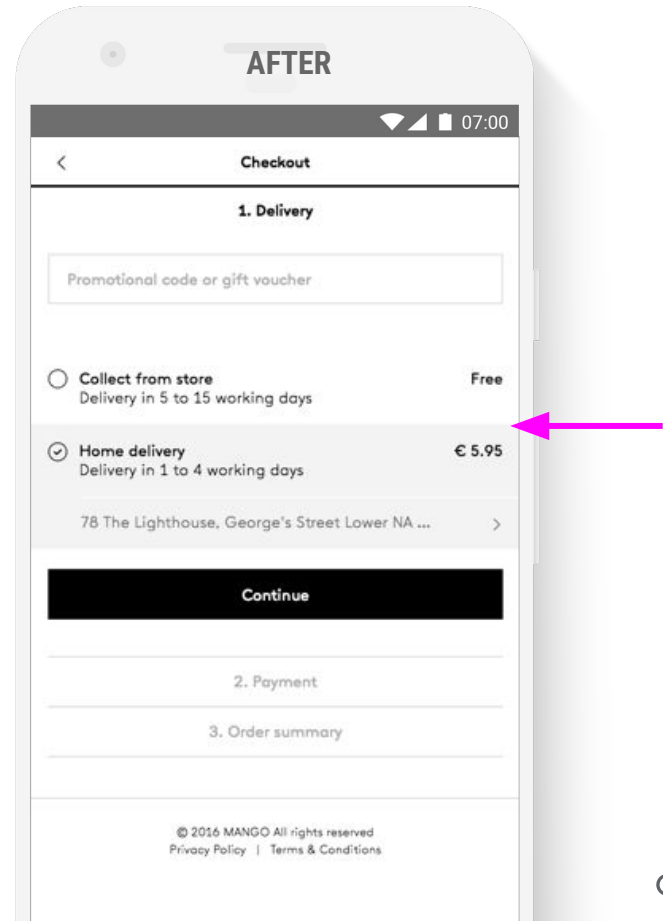 AFTER
07:00
Checkout
1. Delivery
Promotional code or gift voucher
Collect from store Free
Delivery in 5 to 15 working days
Home delivery € 5.95
Delivery in 1 to 4 working days
78 The Lighthouse, George's Street Lower NA ...
Continue
2. Payment
3. Order summary
© 2016 MANGO All rights reserved
Privacy Policy | Terms & Conditions